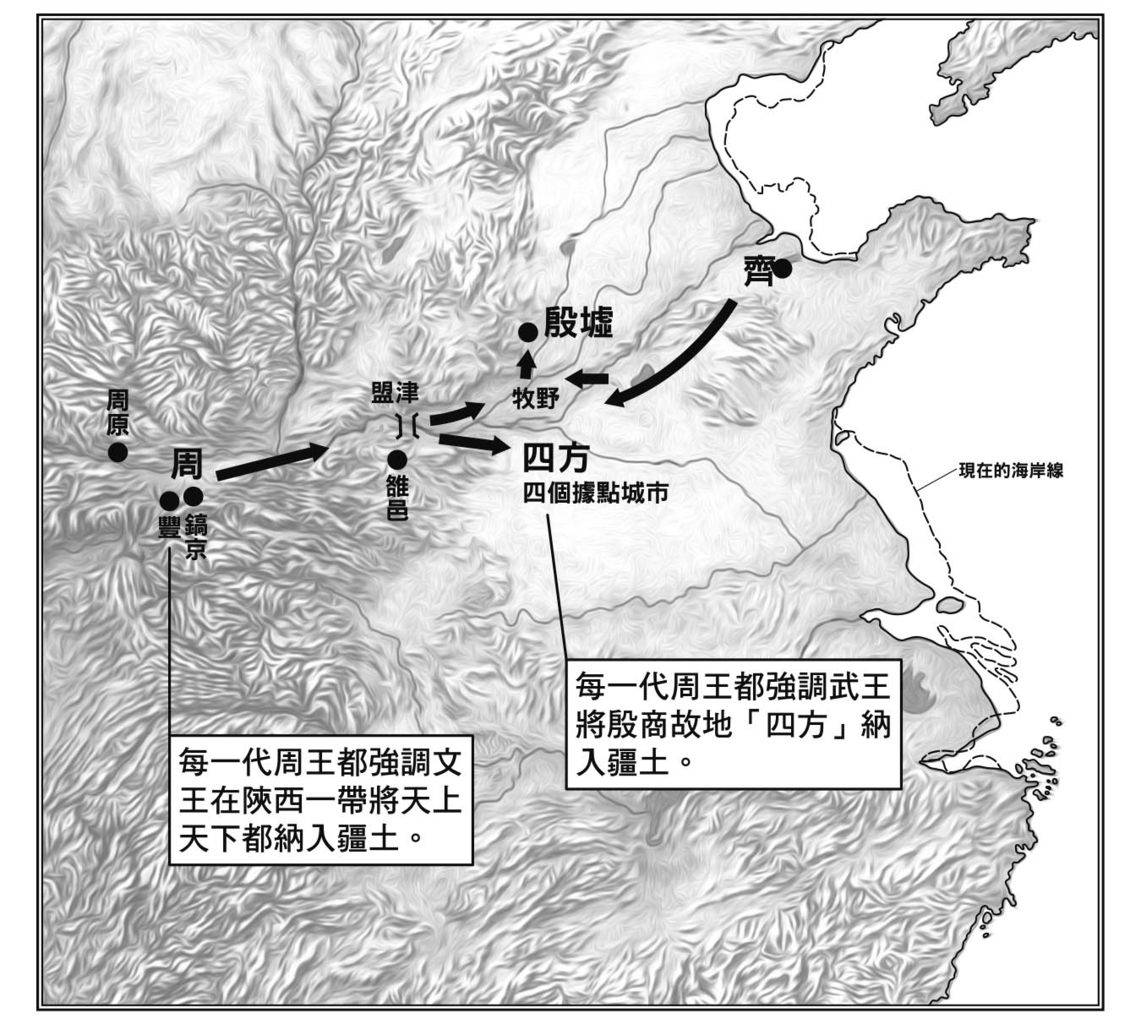 齊
殷墟
盟津
牧野
周原
周
四方
四個據點城市
雒邑
豐
鎬京
現在的海岸線
每一代周王都強調武王
將殷商故地「四方」納
入疆土。
每一代周王都強調文
王在陝西一帶將天上
天下都納入疆土。